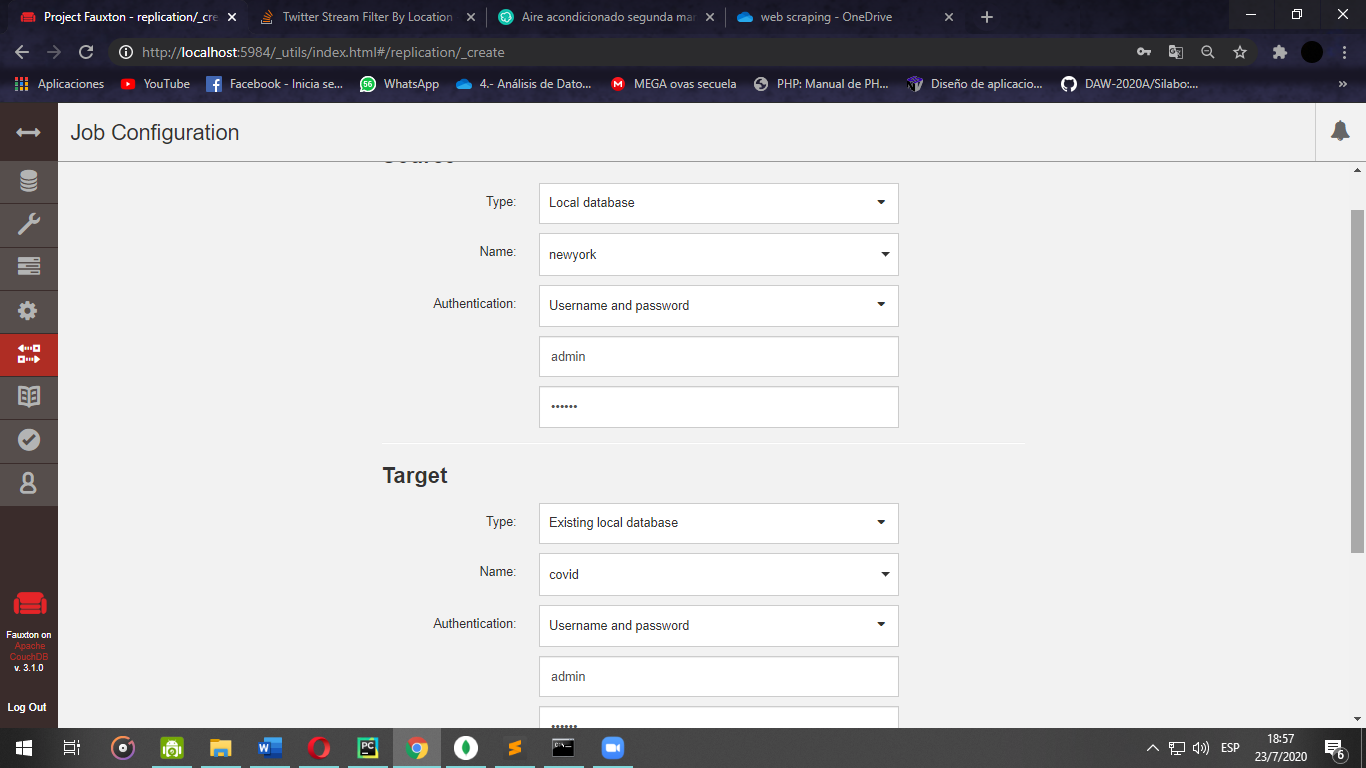 Project Fauxton - replication/_cre
Twitter Stream Filter By Location
Aire acondicionado segunda mar
web scraping - OneDrive
http://localhost:5984/_utils/index.html#/replication/_create
Aplicaciones
YouTube
Facebook - Inicia se...
56
WhatsApp
4.- Análisis de Dato...
MEGA ovas secuela
PHP: Manual de PH...
Diseño de aplicacio...
DAW-2020A/Silabo:...
»
Job Configuration
Type:
Local database
Name:
newyork
Authentication:
Username and password
admin
••••••
Target
Type:
Existing local database
Name:
covid
Authentication:
Username and password
admin
••••••
Fauxton on
Apache
CouchDB
v. 3.1.0
Log Out
ESP
18:57
23/7/2020
6